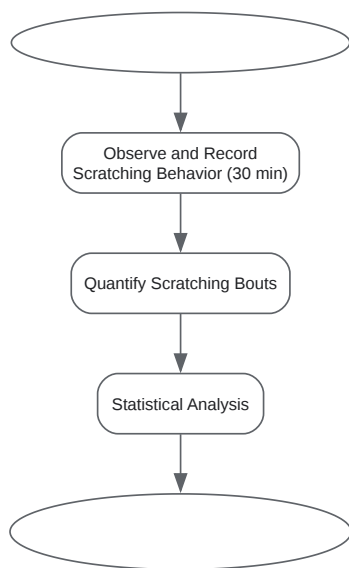 Observe and Record
Scratching Behavior (30 min)
Quantify Scratching Bouts
Statistical Analysis